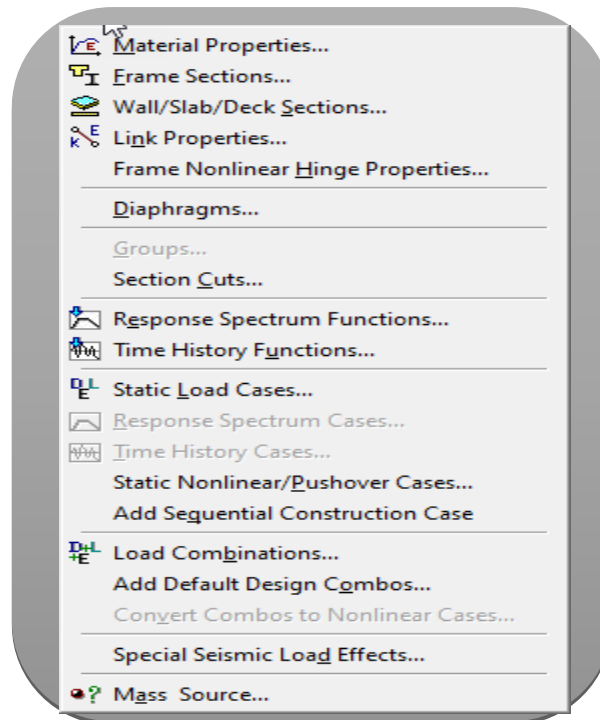 Material Properties...
Frame Sections...
Wall/Slab/Deck Sections...
Link Properties...
Frame Nonlinear Hinge Properties...
Diaphragms...
Groups...
Section Cuts...
Response Spectrum Functions...
Time History Functions...
Static Load Cases...
Response Spectrum Cases...
Time History Cases...
Static Nonlinear/Pushover Cases...
Add Sequential Construction Case
Load Combinations...
Add Default Design Combos...
Convert Combos to Nonlinear Cases...
Special Seismic Load Effects...
Mass Source...